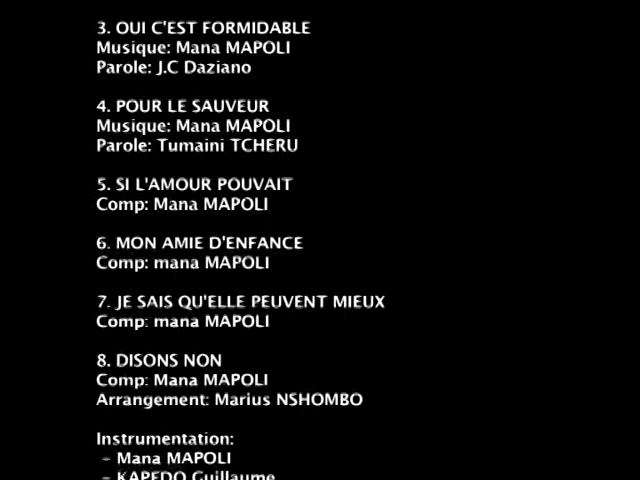 3. OUI C'EST FORMIDABLE
Musique: Mana MAPOLI
Parole: J.C Daziano
4. POUR LE SAUVEUR
Musique: Mana MAPOLI
Parole: Tumaini TCHERU
5. SI L'AMOUR POUVAIT
Comp: Mana MAPOLI
6. MON AMIE D'ENFANCE
Comp: mana MAPOLI
7. JE SAIS QU'ELLE PEUVENT MIEUX
Comp: mana MAPOLI
8. DISONS NON
Comp: Mana MAPOLI
Arrangement: Marius NSHOMBO
Instrumentation:
- Mana MAPOLI
- KAPEDO Guillaume